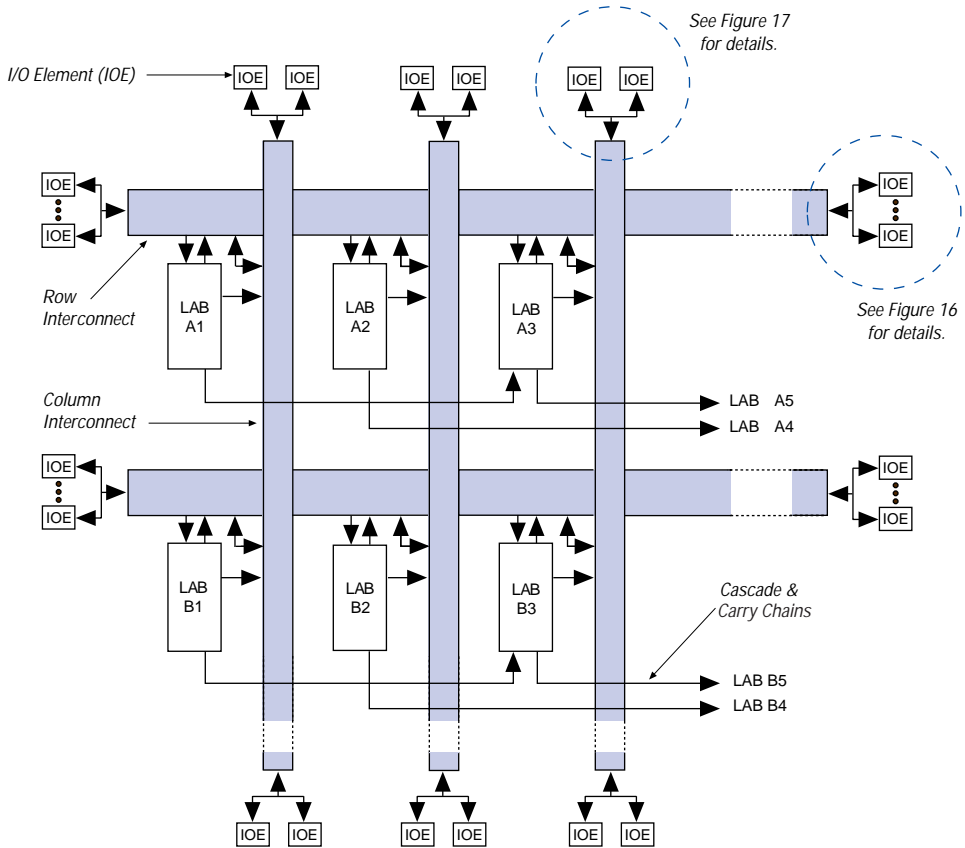 See Figure 17
for details.
I/O Element (IOE)
IOE IOE IOE IOE IOE IOE
IOE IOE
IOE IOE
Row
Interconnect
LAB
A1
LAB
A2
LAB
A3
See Figure 16
for details.
Column
Interconnect
LAB A5
LAB A4
IOE IOE
IOE IOE
LAB
B1
LAB
B2
LAB
B3
Cascade &
Carry Chains
LAB B5
LAB B4
IOE IOE IOE IOE IOE IOE